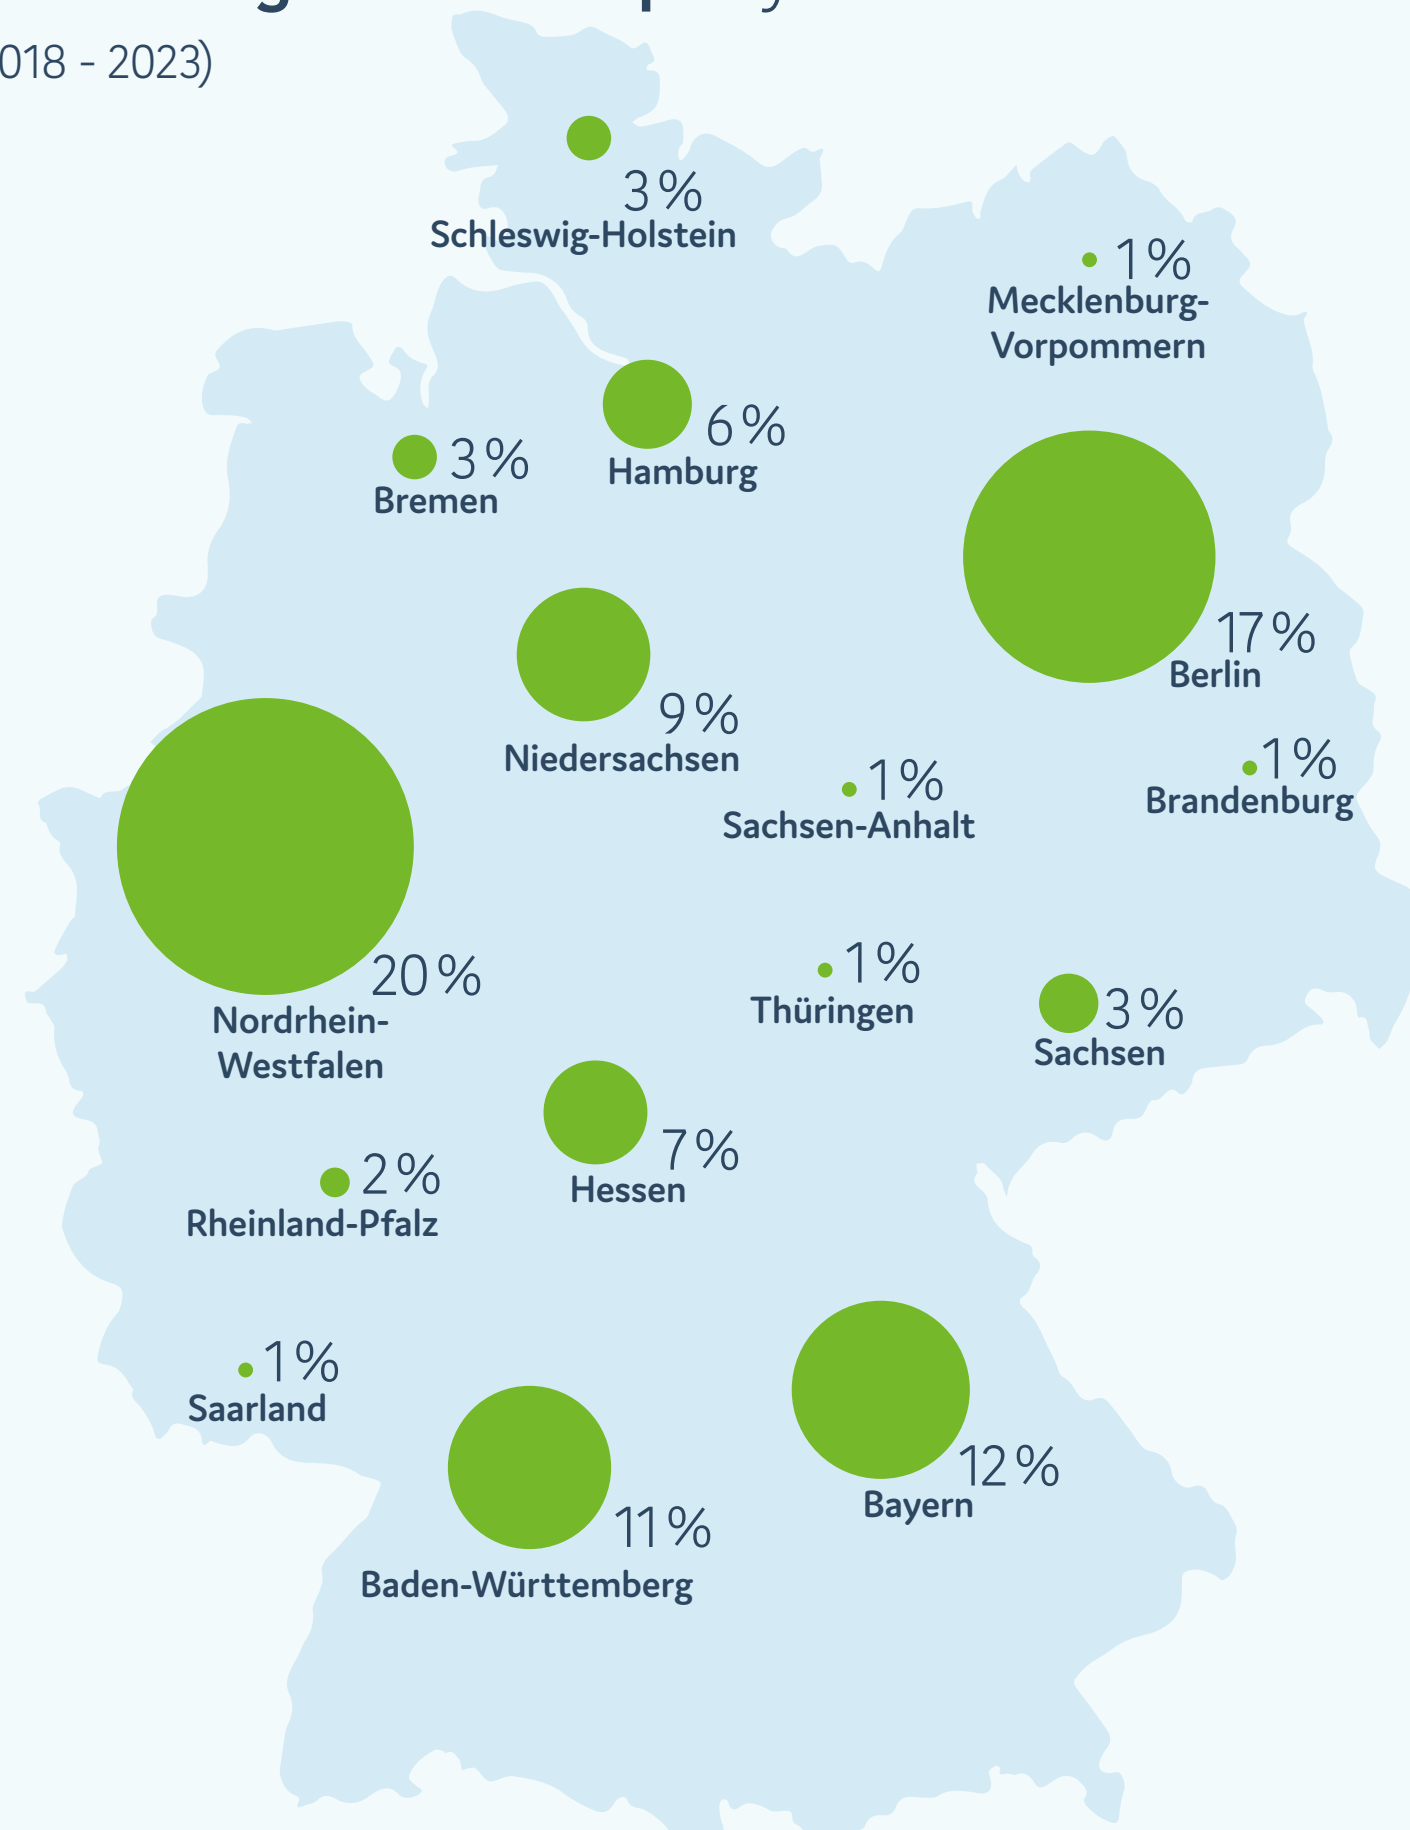 018 - 2023)
3 %
Schleswig-Holstein
1 %
Mecklenburg-
Vorpommern
6 %
Hamburg
3 %
Bremen
17 %
Berlin
9 %
Niedersachsen
1 %
Brandenburg
1 %
Sachsen-Anhalt
20 %
Nordrhein-
Westfalen
1 %
Thüringen
3 %
Sachsen
7 %
Hessen
2 %
Rheinland-Pfalz
1 %
Saarland
12 %
Bayern
11 %
Baden-Württemberg